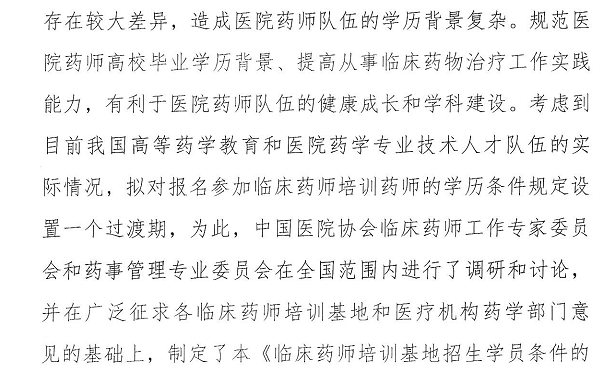 存在较大差异，造成医院药师队伍的学历背景复杂。规范医
院药师高校毕业学历背景、提高从事临床药物治疗工作实践
能力，有利于医院药师队伍的健康成长和学科建设。考虑到
目前我国高等药学教育和医院药学专业技术人才队伍的实
际情况，拟对报名参加临床药师培训药师的学历条件规定设
置一个过渡期，为此，中国医院协会临床药师工作专家委员
会和药事管理专业委员会在全国范围内进行了调研和讨论，
并在广泛征求各临床药师培训基地和医疗机构药学部门意
见的基础上，制定了本《临床药师培训基地招生学员条件的